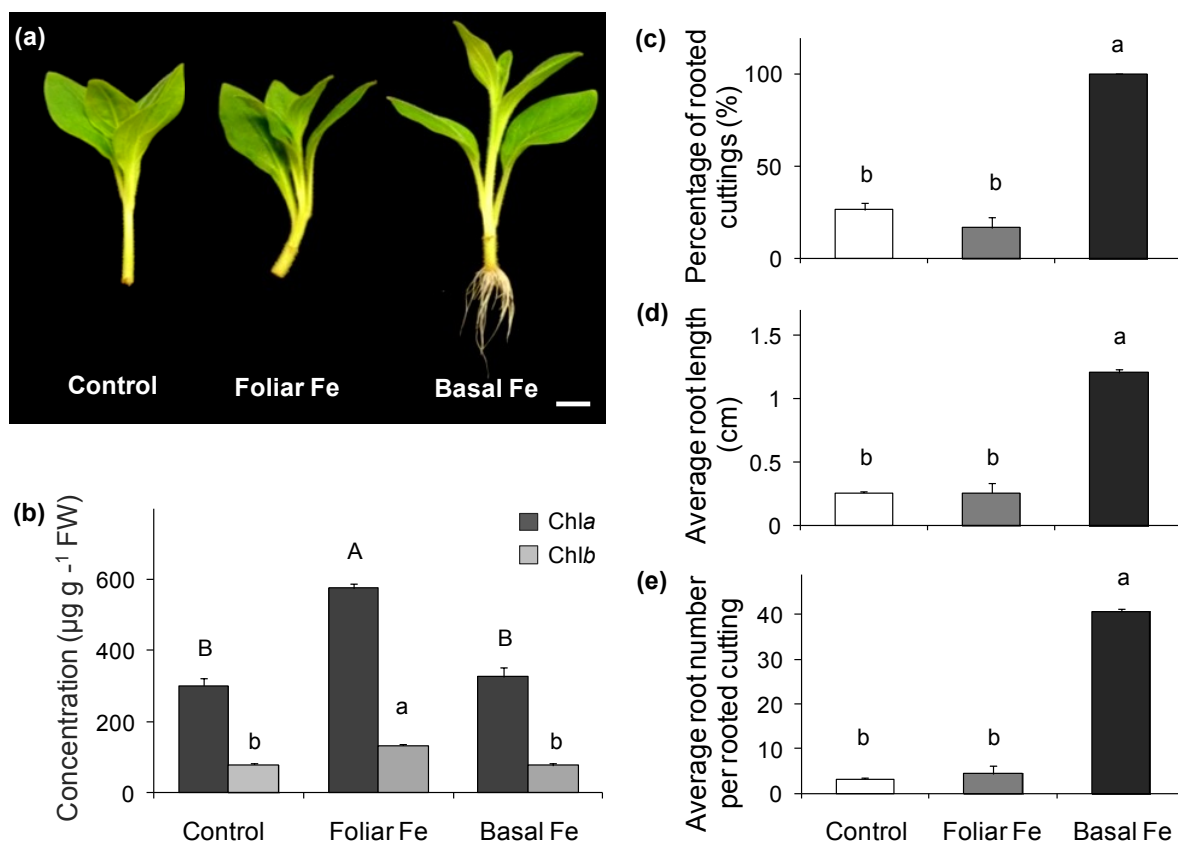 (a)
Control Foliar Fe Basal Fe
(b)
Concentration (µg g -1 FW)
Chla
Chlb
600
400
200
0
B
b
A
a
B
b
Control Foliar Fe Basal Fe
(c)
Percentage of rooted
cuttings (%)
100
50
0
b
b
a
(d)
Average root length
(cm)
1.5
1
0.5
0
b
b
a
(e)
Average root number
per rooted cutting
40
30
20
10
0
b
b
a
Control Foliar Fe Basal Fe